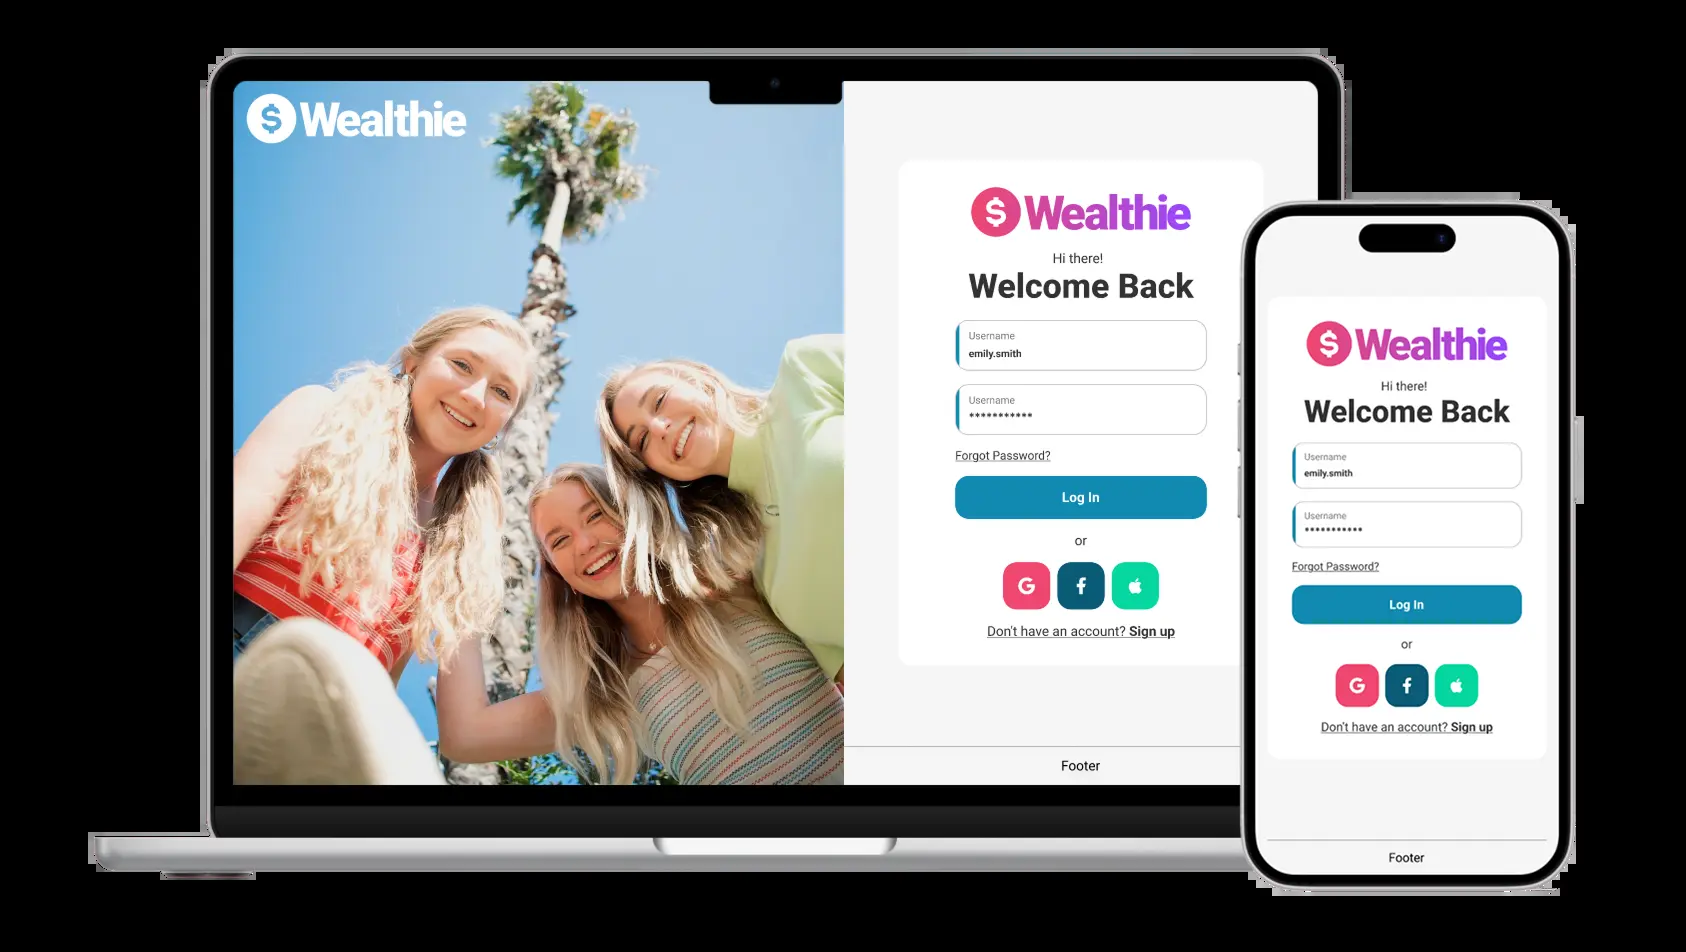 Wealthie
Wealthie
Hi there!
Welcome Back
Username
emily.smith
Username
***********
Forgot Password?
Log In
or
G f
Don't have an account? Sign up
Footer
Wealthie
Hi there!
Welcome Back
Username
emily.smith
Username
***********
Forgot Password?
Log In
or
G f
Don't have an account? Sign up
Footer